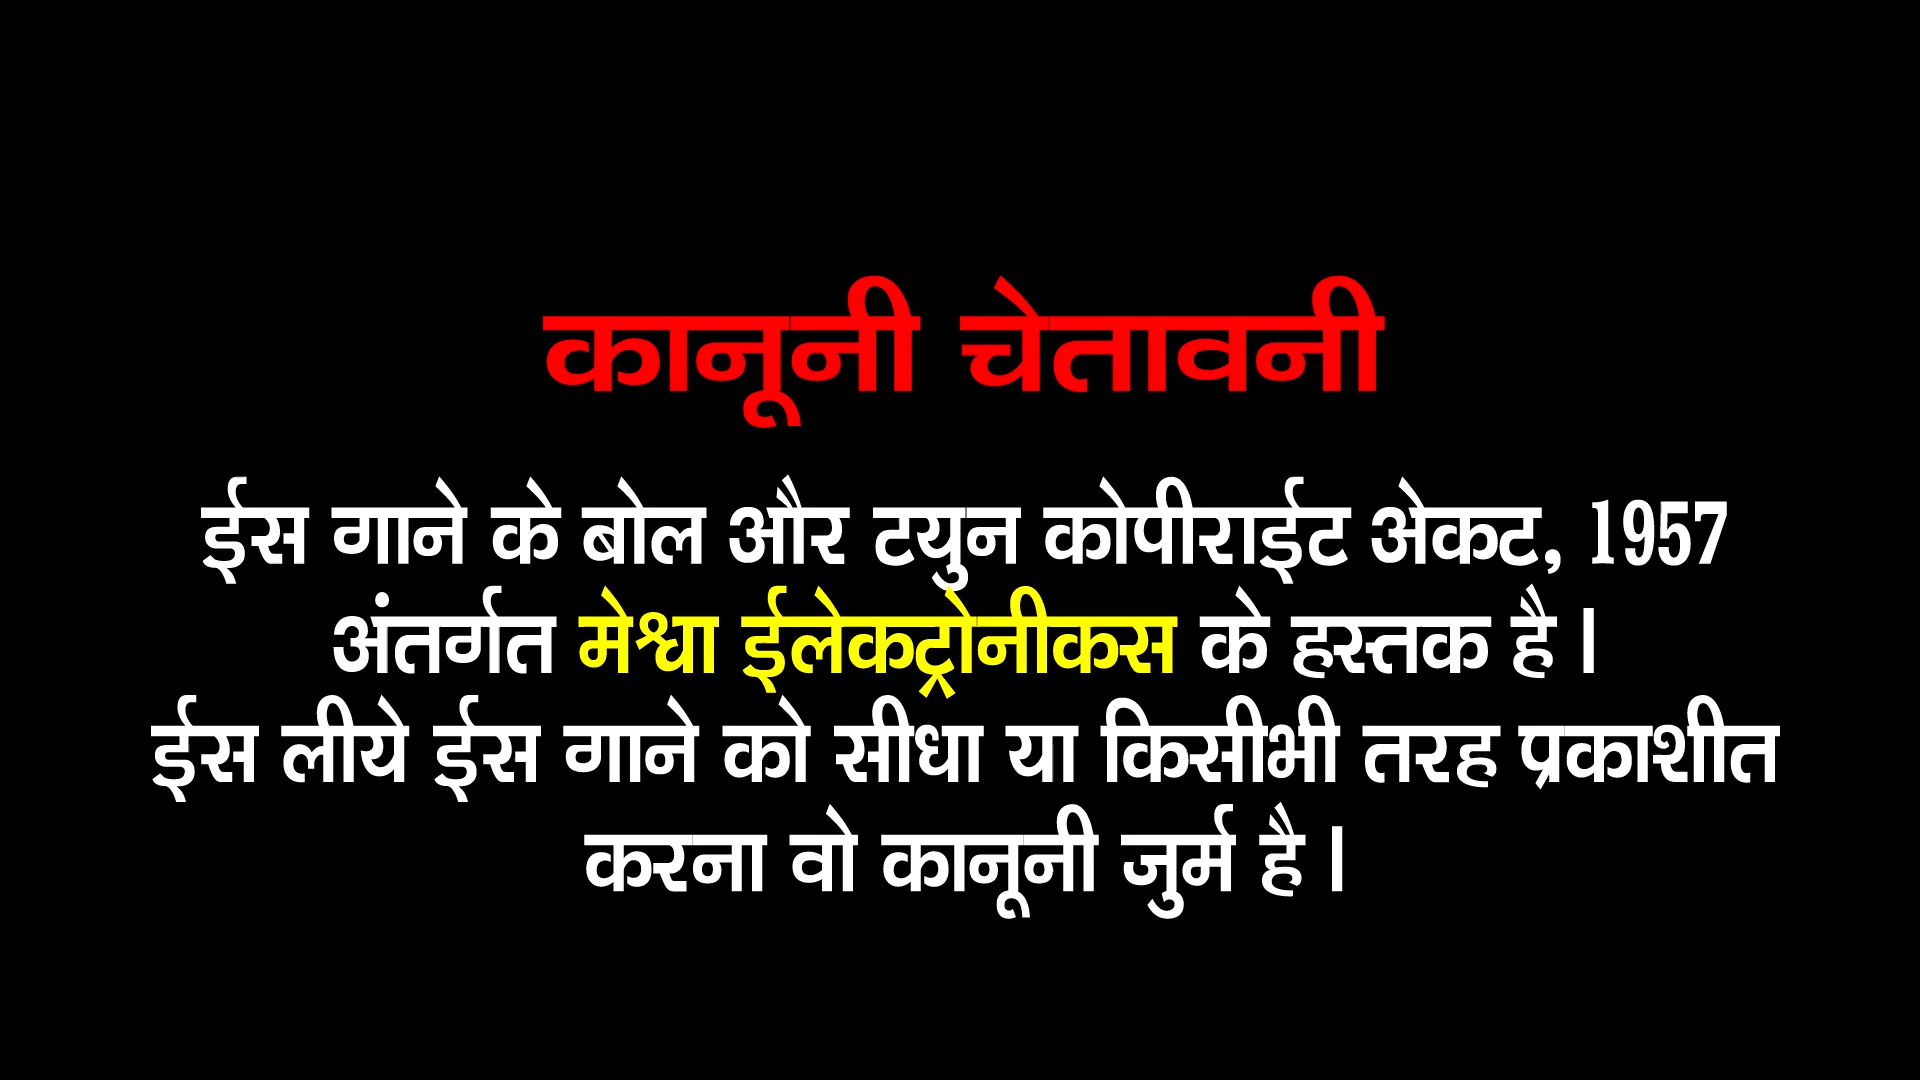 कानूनी चेतावनी
ईस गाने के बोल और टयुन कोपीराईट अेकट, 1957
अंतर्गत मेश्वा ईलेकट्रोनीकस के हस्तक है ।
ईस लीये ईस गाने को सीधा या किसीभी तरह प्रकाशीत
करना वो कानूनी जुर्म है ।